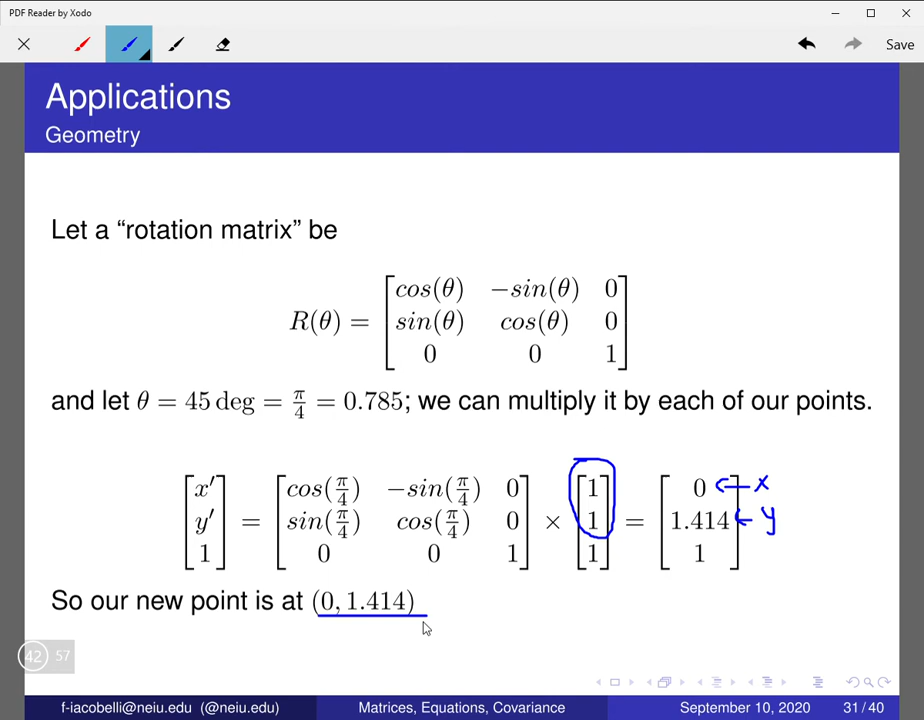 PDF Reader by Xodo
Save
Applications
Geometry
Let a “rotation matrix” be
R(θ) = [cos(θ) −sin(θ) 0
sin(θ) cos(θ) 0
0 0 1]
and let θ = 45 deg = π/4 = 0.785; we can multiply it by each of our points.
[x′ y′ 1] = [cos(π/4) −sin(π/4) 0
sin(π/4) cos(π/4) 0
0 0 1] × [1 1 1] = [0 1.414 1]
x
y
So our new point is at (0, 1.414)
42 57
f-iacobelli@neiu.edu (@neiu.edu) Matrices, Equations, Covariance September 10, 2020 31 / 40